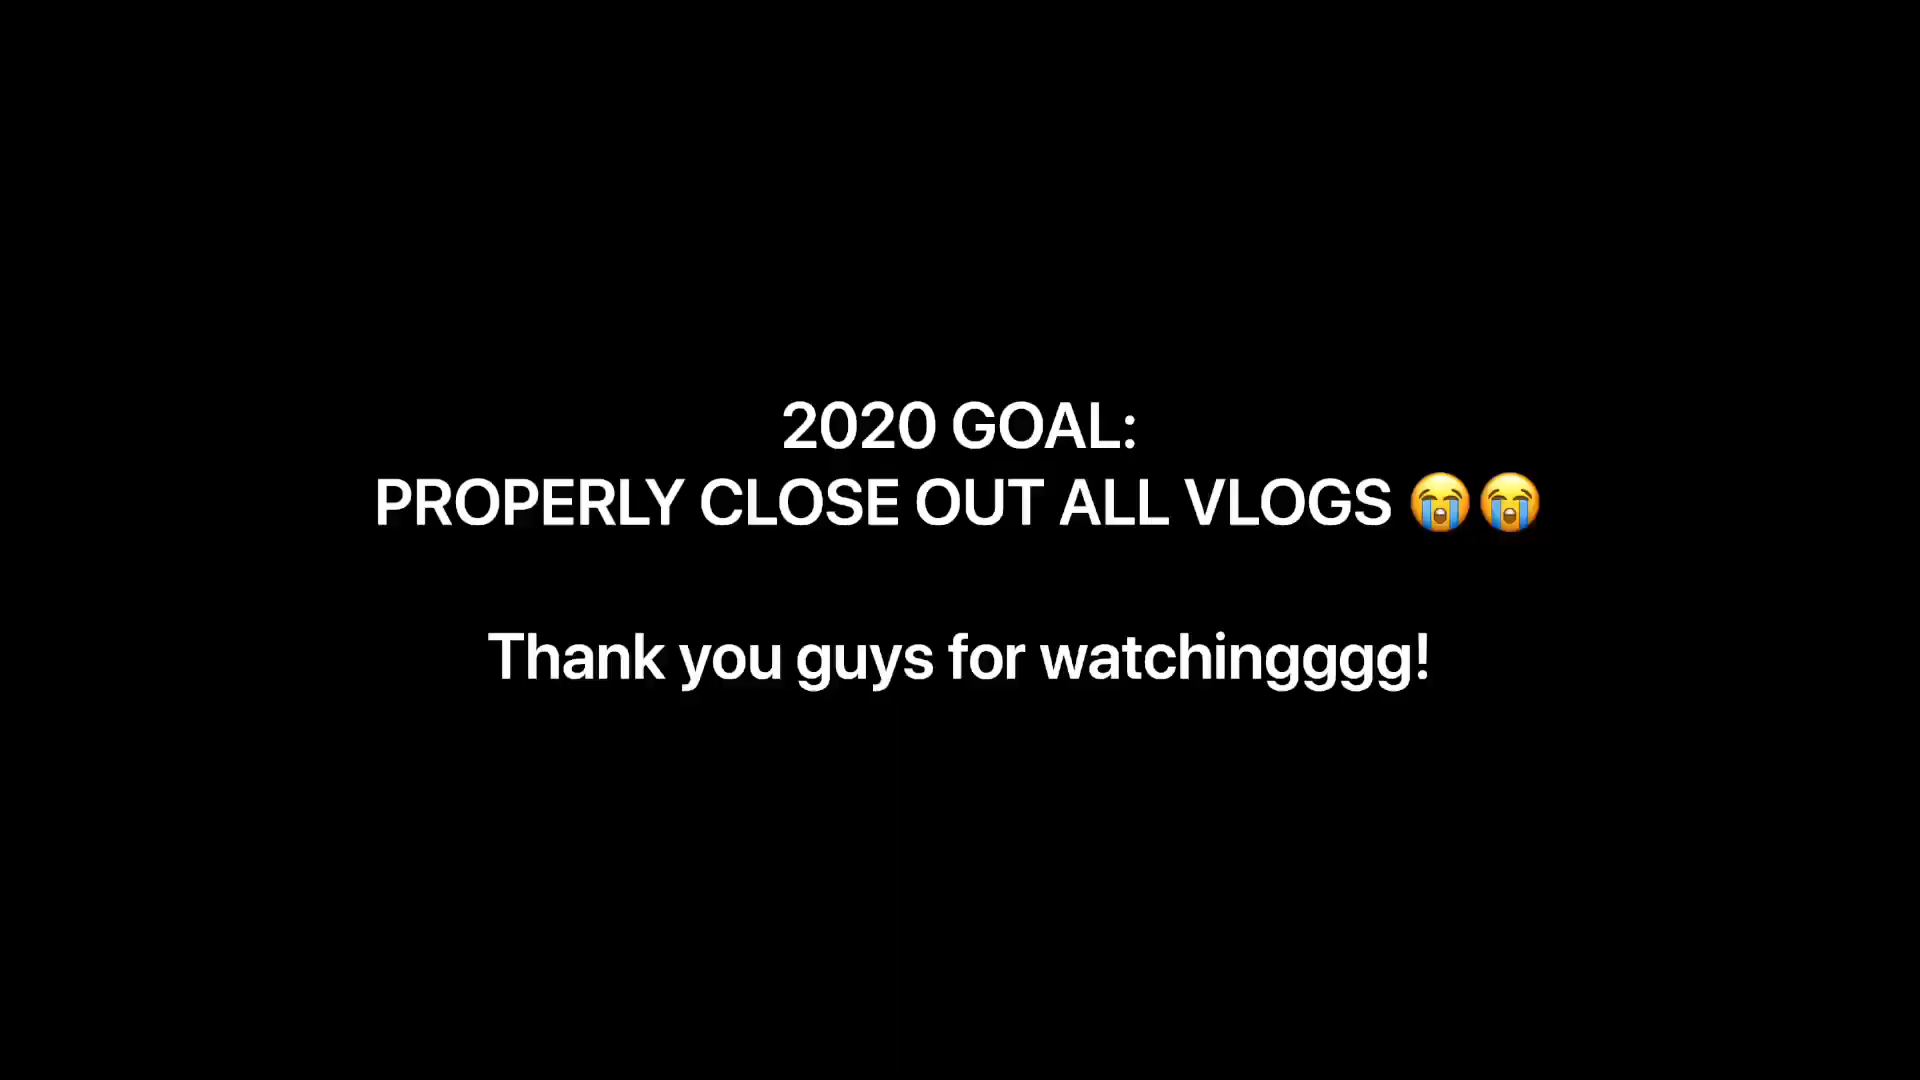 2020 GOAL:
PROPERLY CLOSE OUT ALL VLOGS 😭😭
Thank you guys for watchingggg!